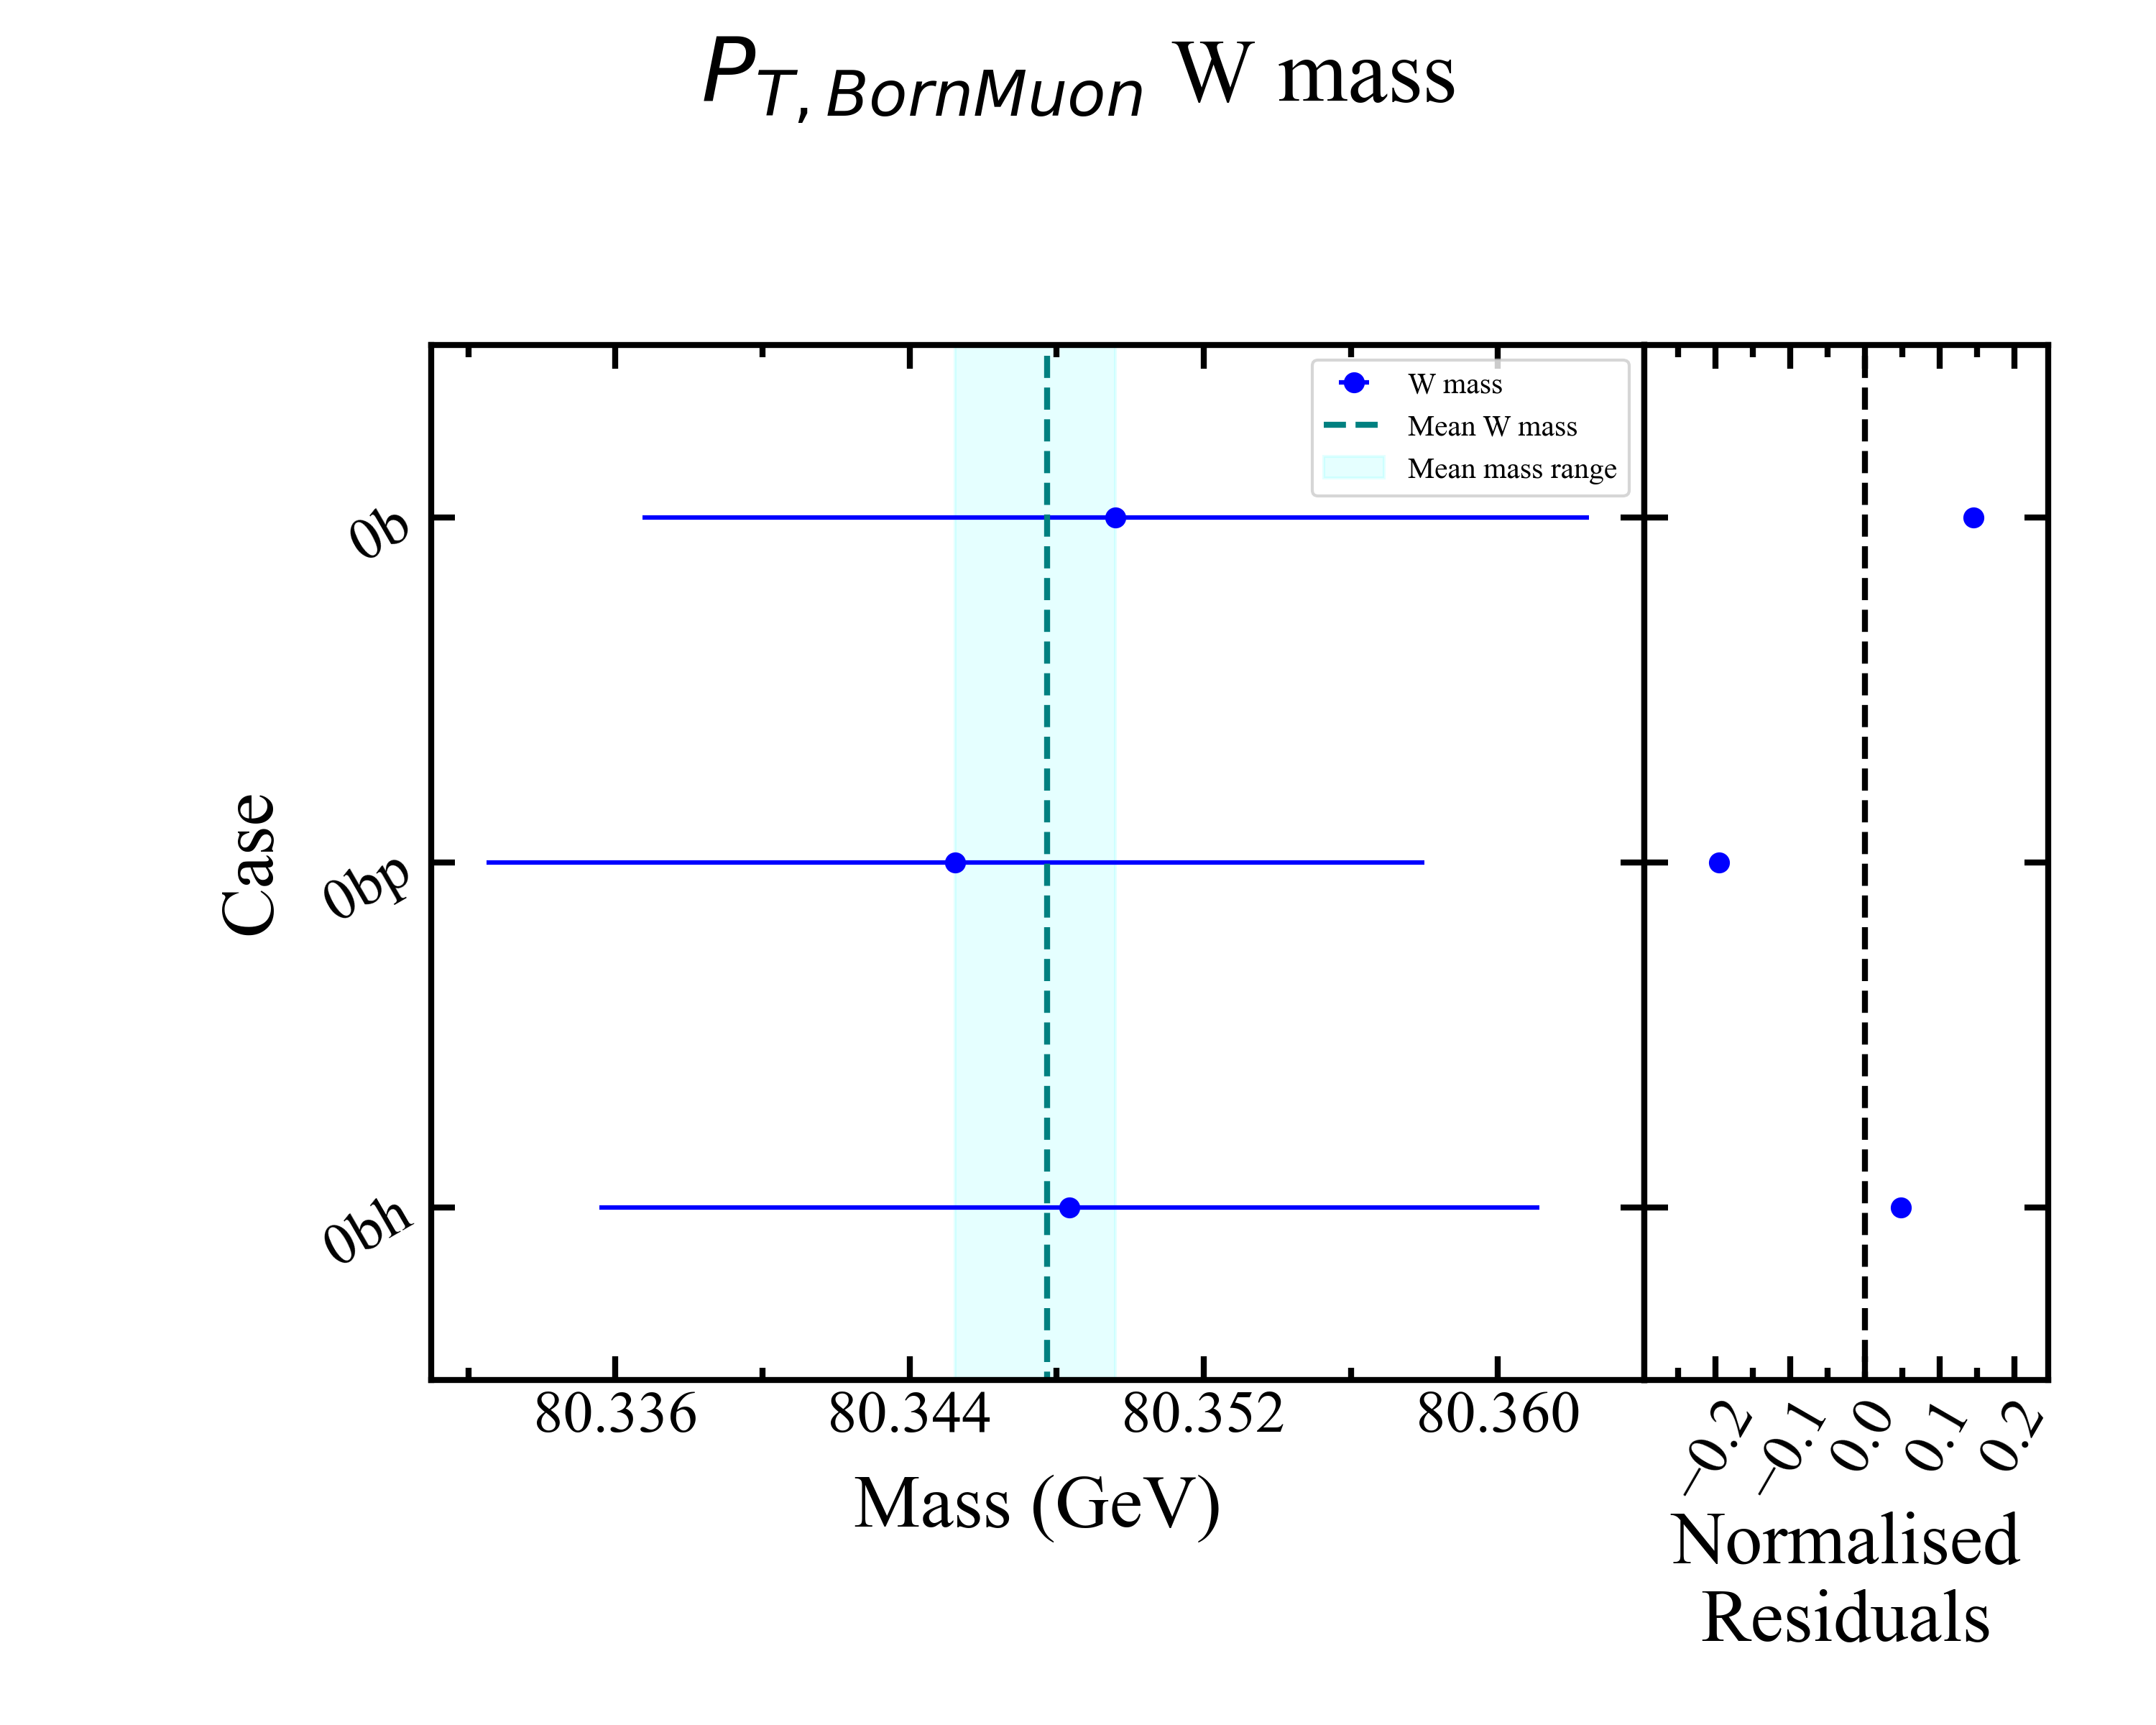 P_{T, BornMuon} W mass
W mass
Mean W mass
Mean mass range
Case
0b
0bp
0bh
80.336 80.344 80.352 80.360
Mass (GeV)
−0.2 −0.1 0.0 0.1 0.2
Normalised
Residuals